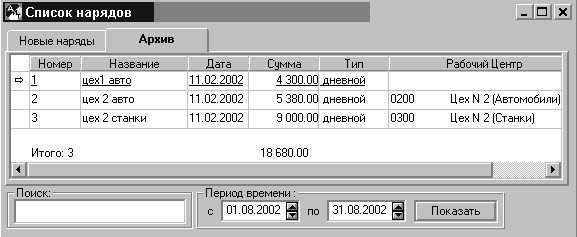 Список нарядов
Новые наряды Архив
Номер Название Дата Сумма Тип Рабочий Центр
1 цех1 авто 11.02.2002 4 300.00 дневной
2 цех 2 авто 11.02.2002 5 380.00 дневной 0200 Цех N 2 (Автомобили)
3 цех 2 станки 11.02.2002 9 000.00 дневной 0300 Цех N 2 (Станки)
Итого: 3 18 680.00
Поиск: Период времени :
с 01.08.2002 по 31.08.2002 Показать